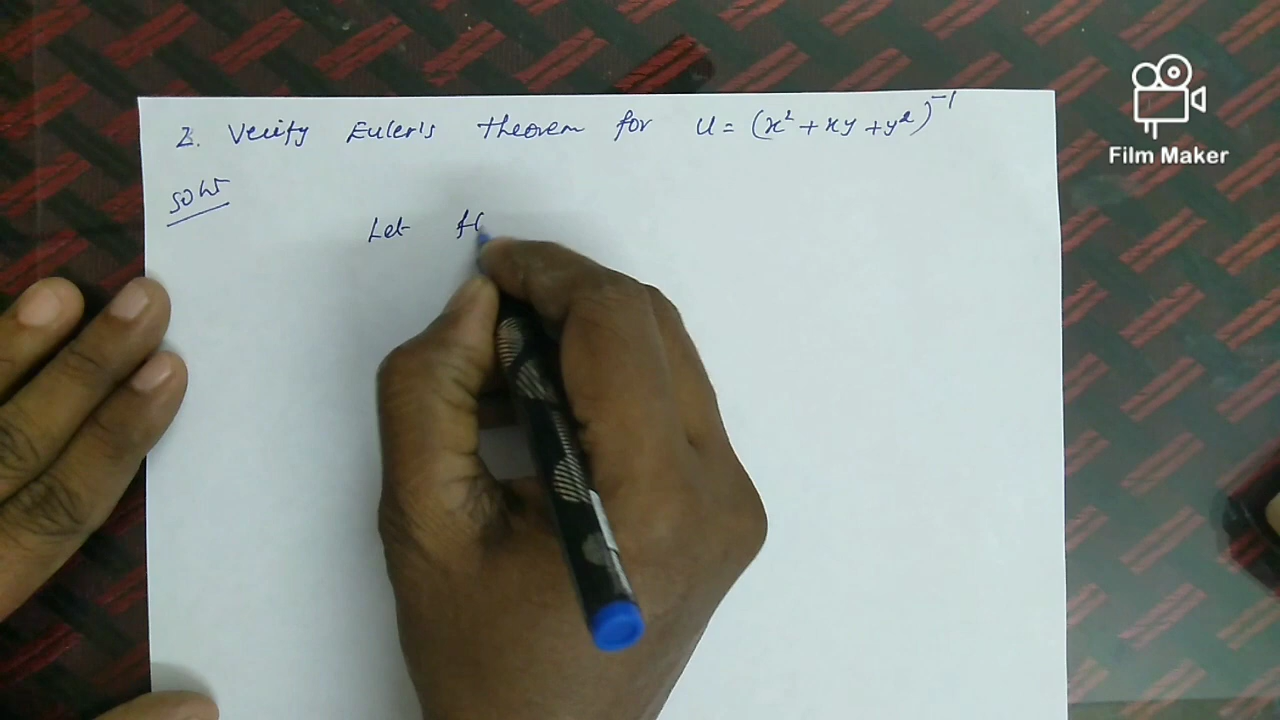 2. Verify Euler's theorem for u = (x² + xy + y²)⁻¹
Soln
Let f(
Film Maker